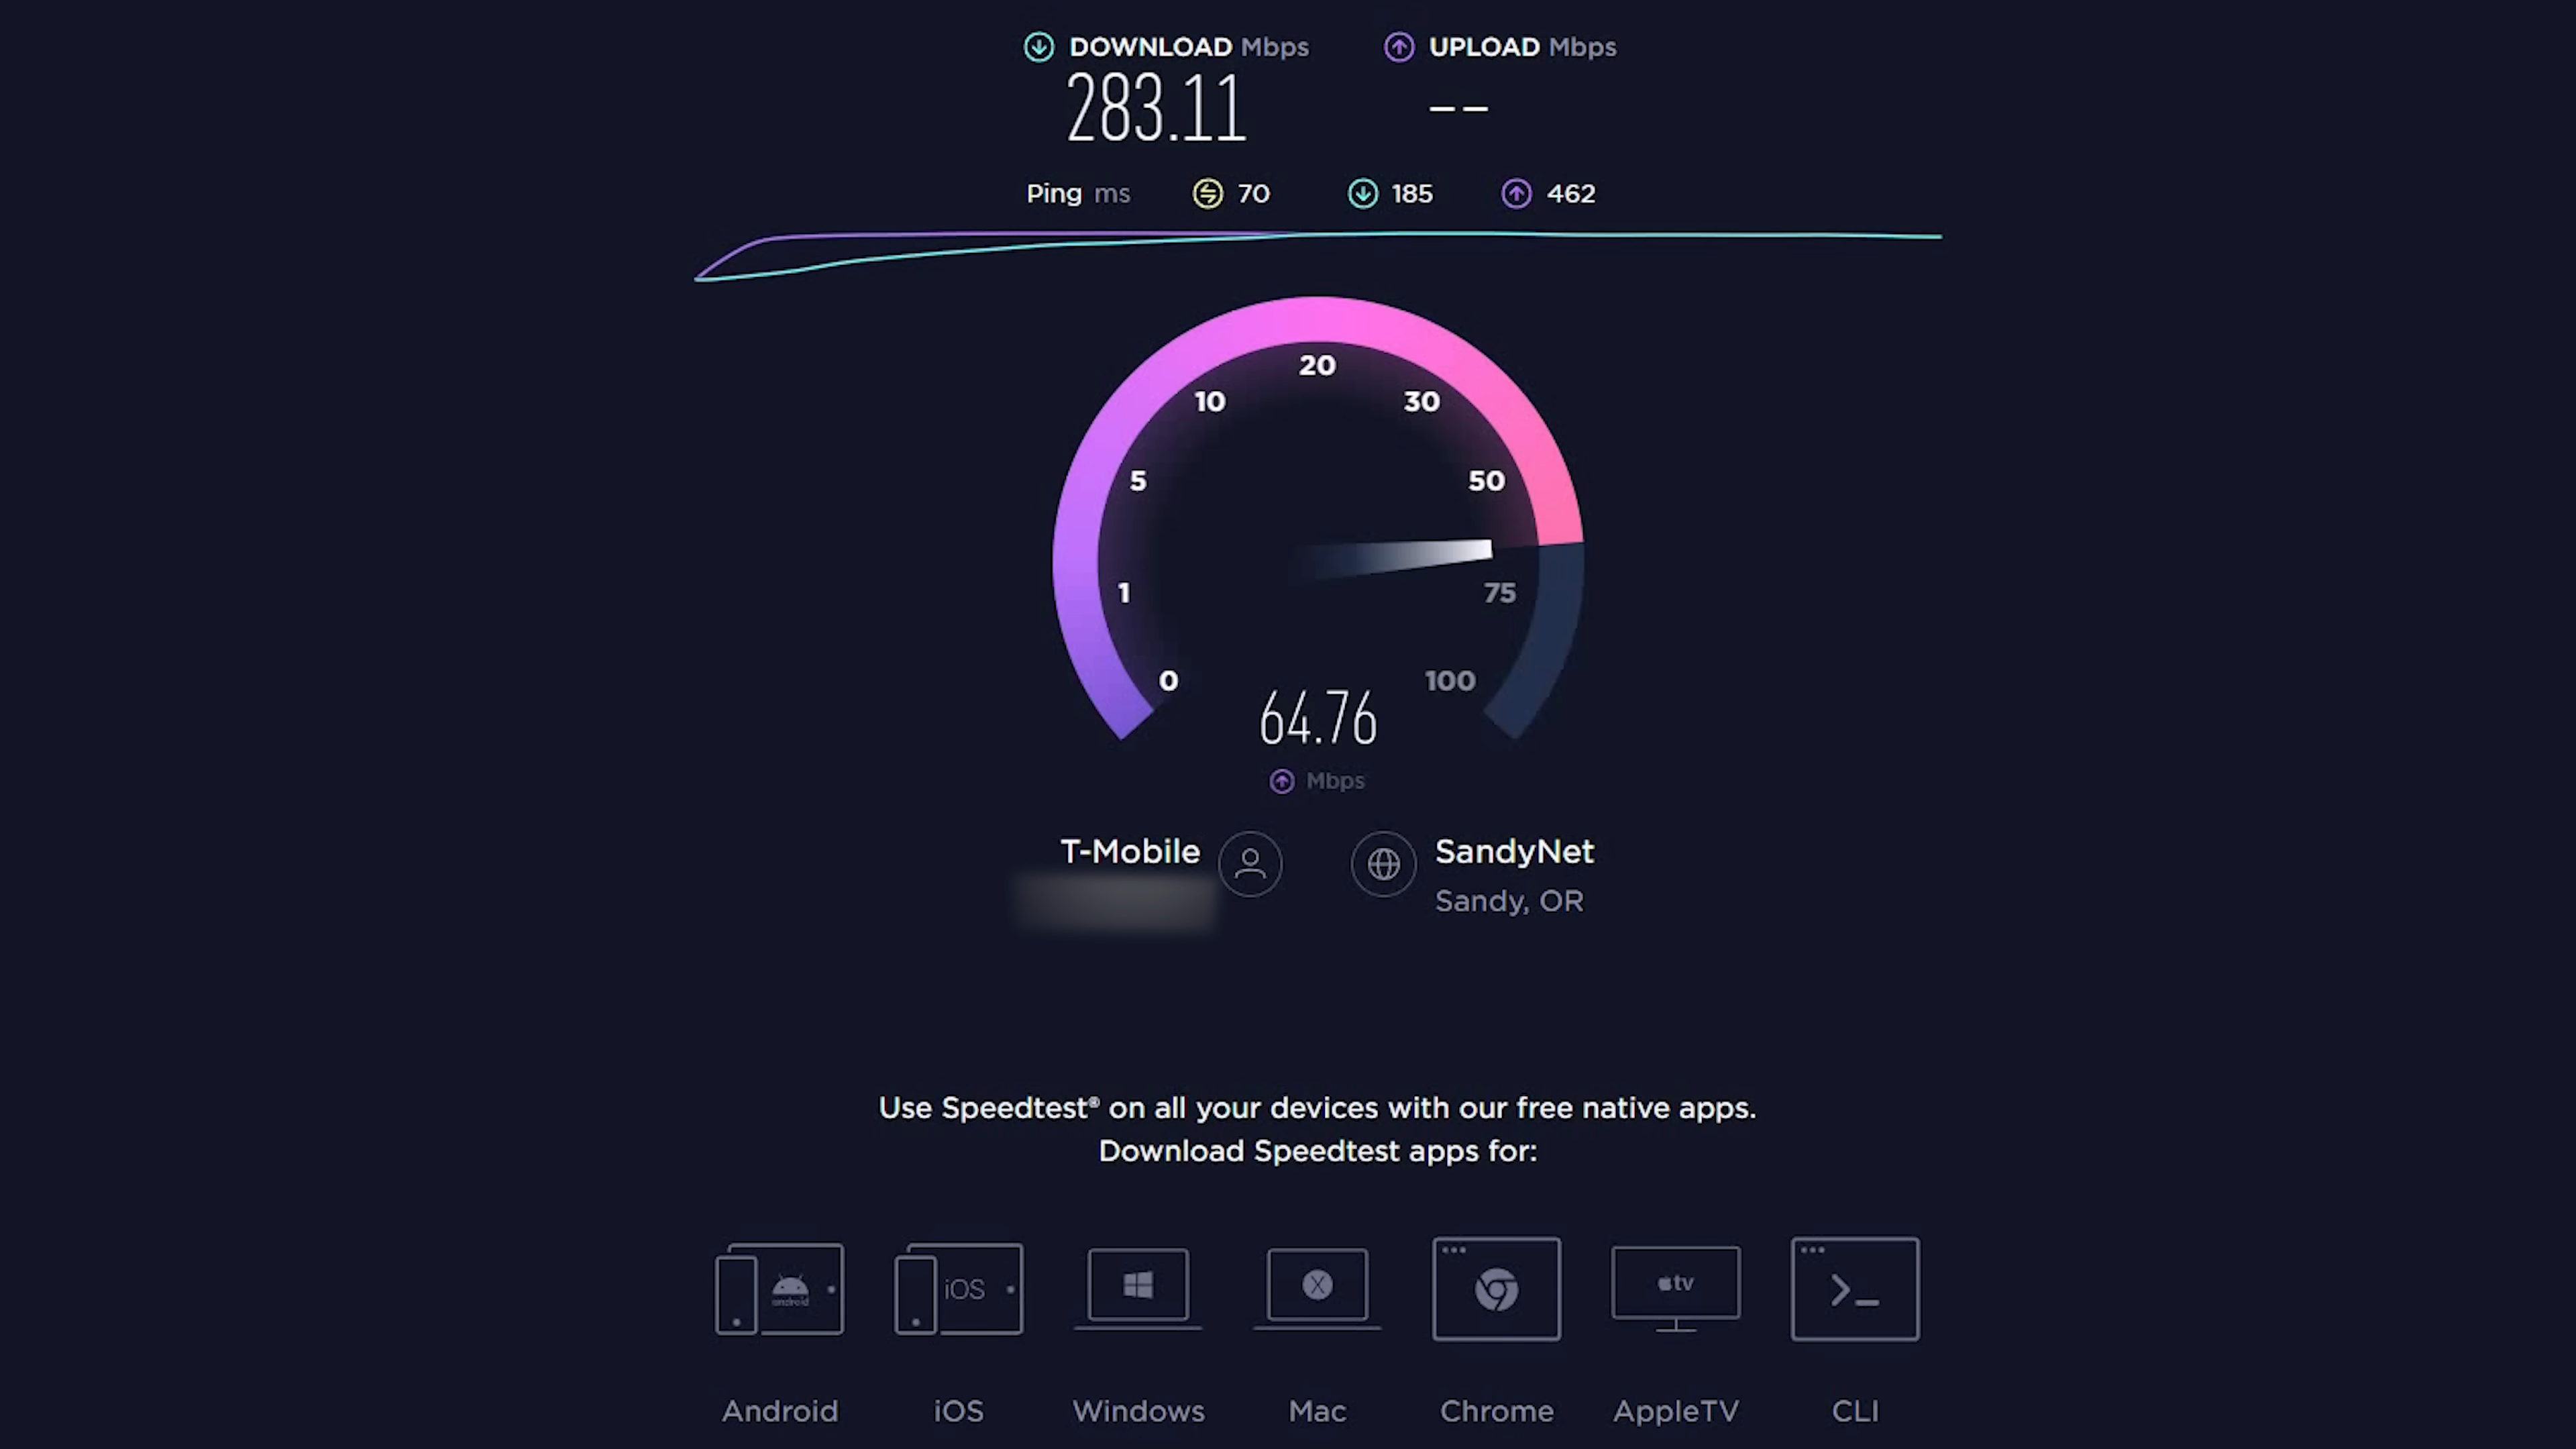 DOWNLOAD Mbps
UPLOAD Mbps
283.11
--
Ping ms 70 185 462
20
10
30
5
50
1
75
0
100
64.76
Mbps
T-Mobile
SandyNet
Sandy, OR
Use Speedtest® on all your devices with our free native apps.
Download Speedtest apps for:
android
iOS
X
tv
>_
Android
iOS
Windows
Mac
Chrome
AppleTV
CLI